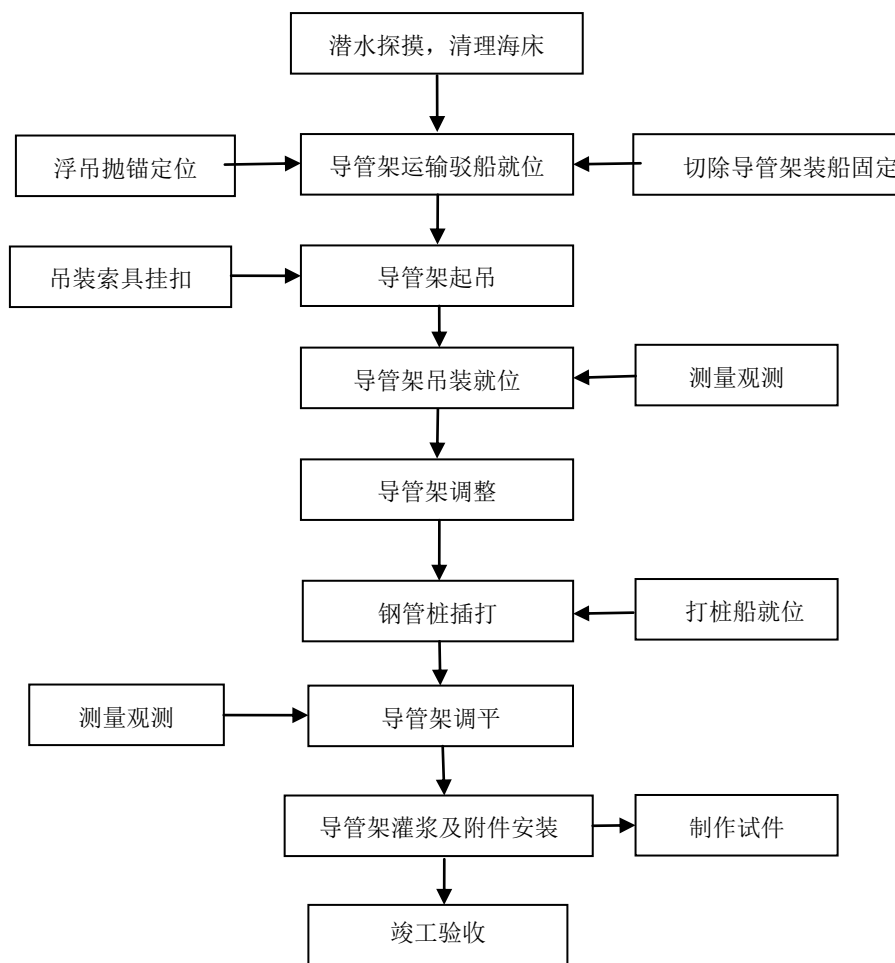 潜水探摸，清理海床
浮吊抛锚定位
导管架运输驳船就位
切除导管架装船固定
吊装索具挂扣
导管架起吊
导管架吊装就位
测量观测
导管架调整
钢管桩插打
打桩船就位
测量观测
导管架调平
导管架灌浆及附件安装
制作试件
竣工验收